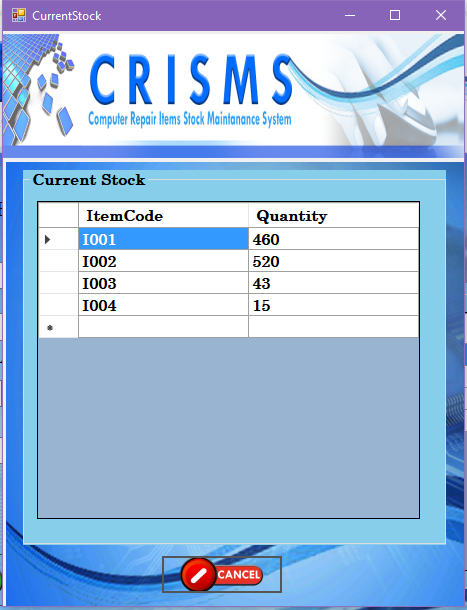 CurrentStock
CRISMS
Computer Repair Items Stock Maintanance System
Current Stock
ItemCode Quantity
I001 460
I002 520
I003 43
I004 15
*
CANCEL